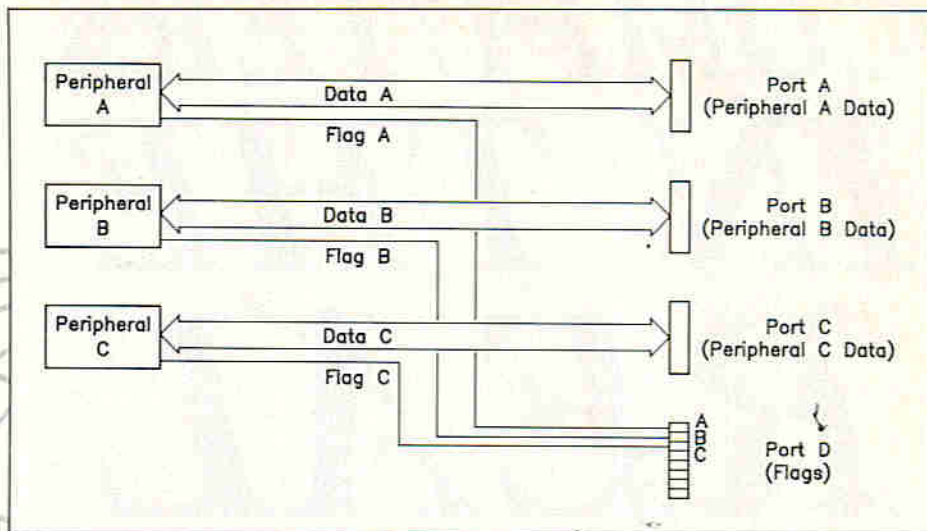 Peripheral
A
Data A
Flag A
Port A
(Peripheral A Data)
Peripheral
B
Data B
Flag B
Port B
(Peripheral B Data)
Peripheral
C
Data C
Flag C
Port C
(Peripheral C Data)
A
B
C
Port D
(Flags)